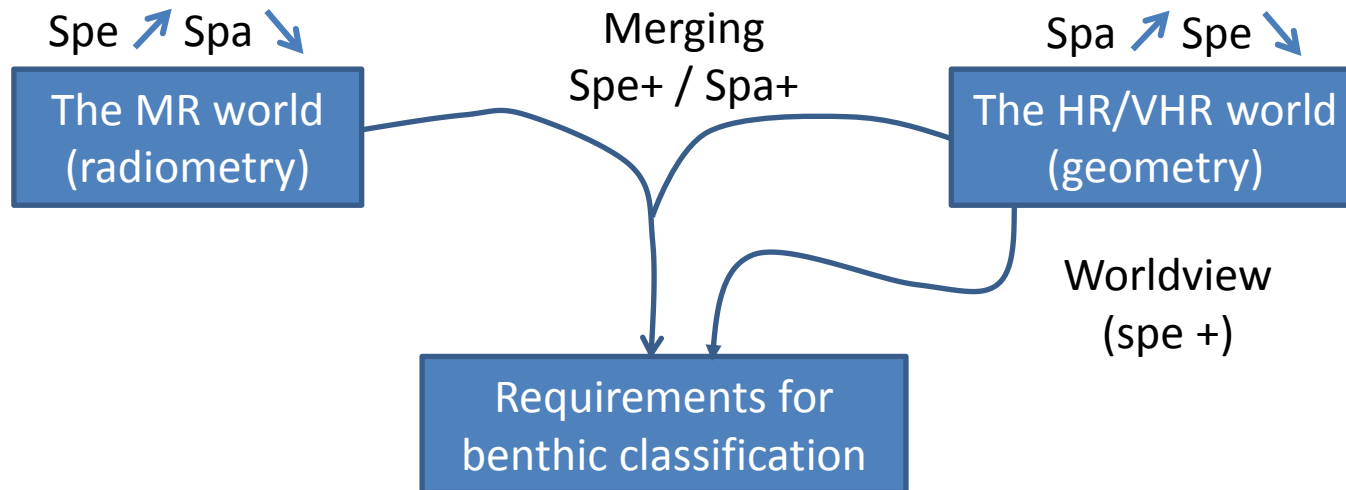 Spe Spa
The MR world
(radiometry)
Merging
Spe+ / Spa+
Spa Spe
The HR/VHR world
(geometry)
Worldview
(spe +)
Requirements for
benthic classification